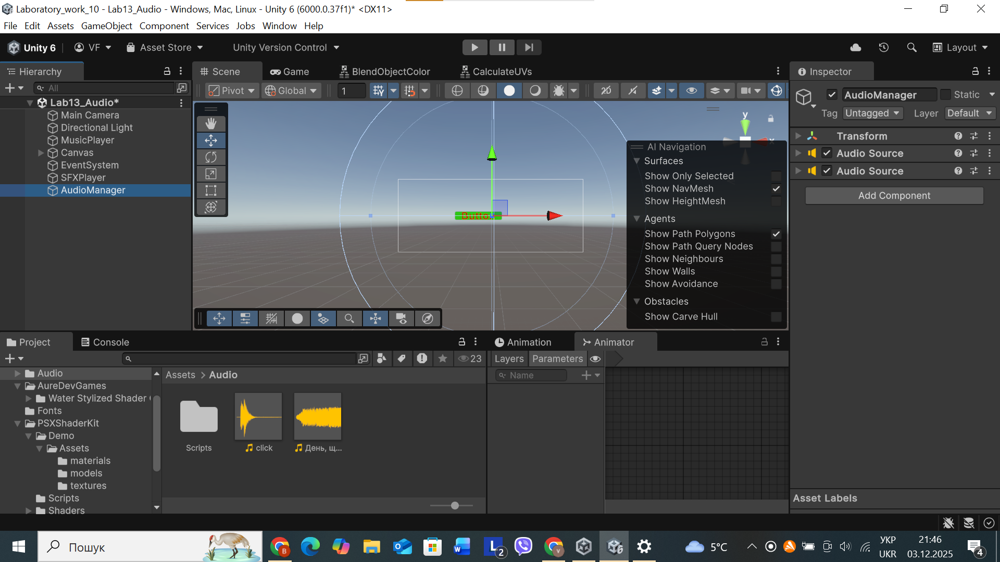 Laboratory_work_10 - Lab13_Audio - Windows, Mac, Linux - Unity 6 (6000.0.37f1)* <DX11>
File Edit Assets GameObject Component Services Jobs Window Help
Unity 6 VF Asset Store Unity Version Control Layout
Hierarchy
All
Lab13_Audio*
Main Camera
Directional Light
MusicPlayer
Canvas
EventSystem
SFXPlayer
AudioManager
Scene Game BlendObjectColor CalculateUVs
Pivot Global 1 2D
y
x
AI Navigation
Surfaces
Show Only Selected
Show NavMesh
Show HeightMesh
Agents
Show Path Polygons
Show Path Query Nodes
Show Neighbours
Show Walls
Show Avoidance
Obstacles
Show Carve Hull
Inspector
AudioManager Static
Tag Untagged Layer Default
Transform
Audio Source
Audio Source
Add Component
Asset Labels
Project Console
23
Audio
AureDevGames
Water Stylized Shader
Fonts
PSXShaderKit
Demo
Assets
materials
models
textures
Scripts
Shaders
Assets > Audio
Scripts
click
День, щ...
Animation Animator
Layers Parameters
Name
Пошук
2
5°C
УКР
UKR
21:46
03.12.2025
4